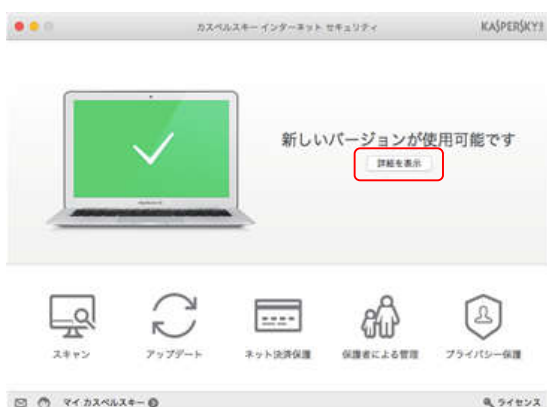 カスペルスキー インターネット セキュリティ
KASPERSKY
新しいバージョンが使用可能です
詳細を表示
スキャン
アップデート
ネット決済保護
保護者による管理
プライバシー保護
マイ カスペルスキー
ライセンス